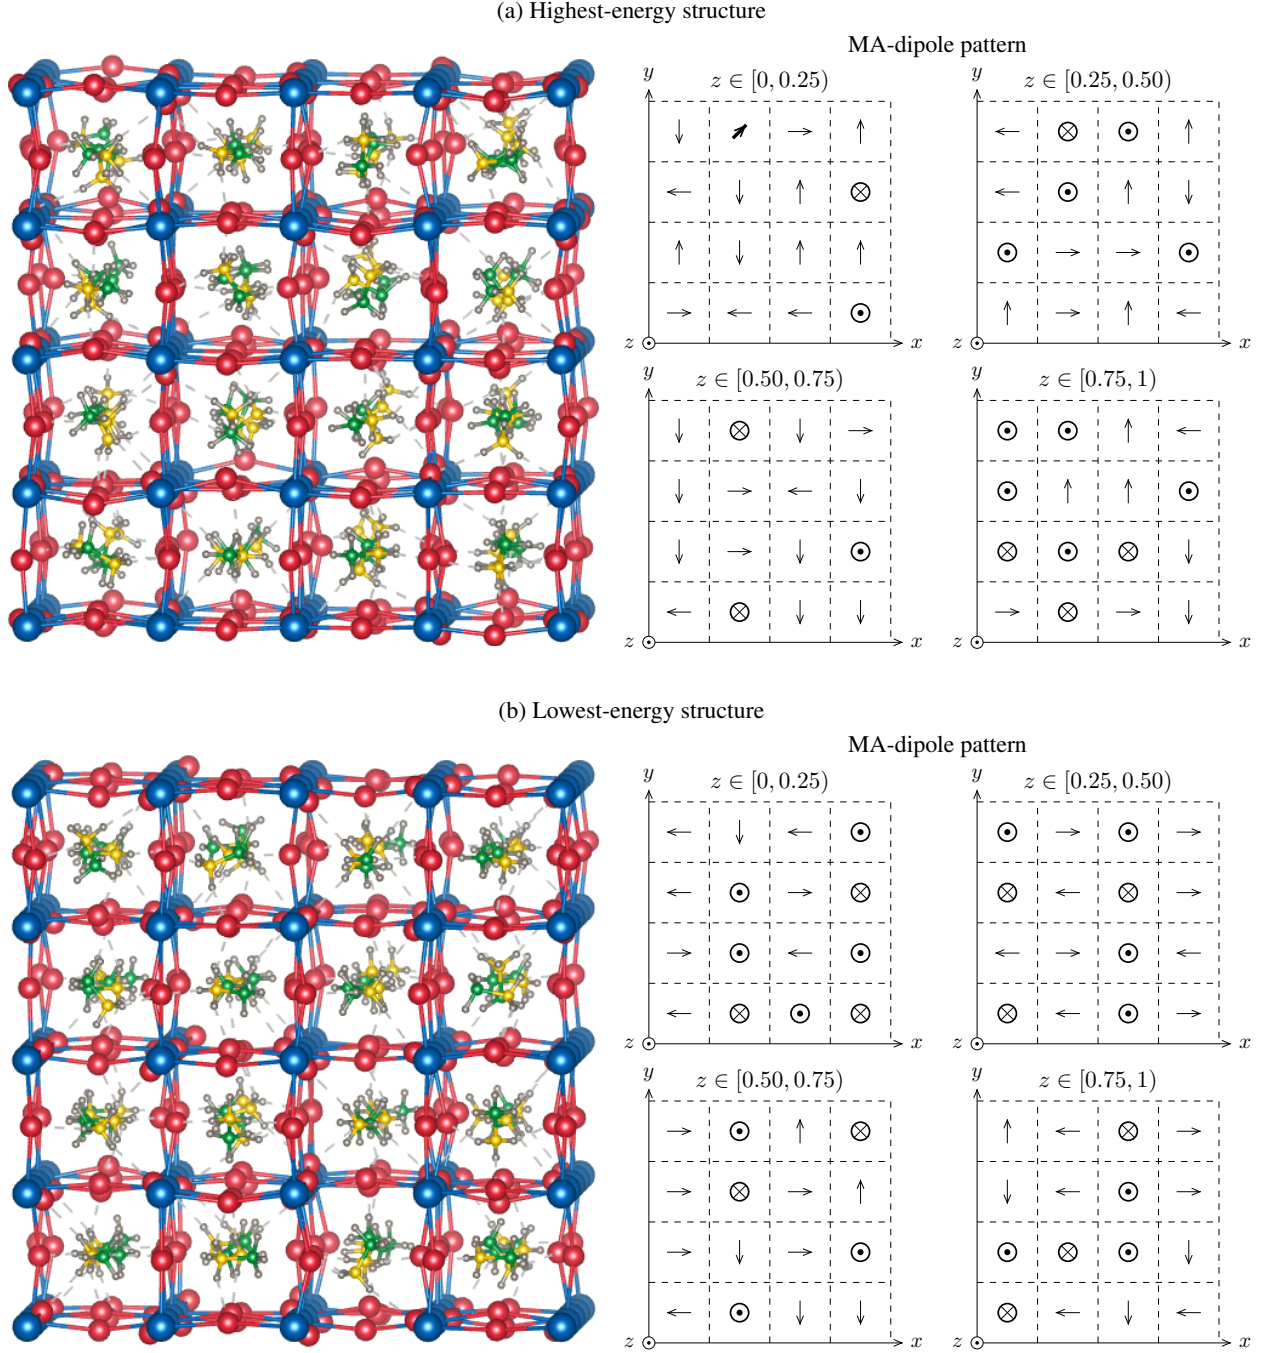 (a) Highest-energy structure
MA-dipole pattern
y z ∈ [0, 0.25)
z x
y z ∈ [0.25, 0.50)
z x
y z ∈ [0.50, 0.75)
z x
y z ∈ [0.75, 1)
z x
(b) Lowest-energy structure
MA-dipole pattern
y z ∈ [0, 0.25)
z x
y z ∈ [0.25, 0.50)
z x
y z ∈ [0.50, 0.75)
z x
y z ∈ [0.75, 1)
z x